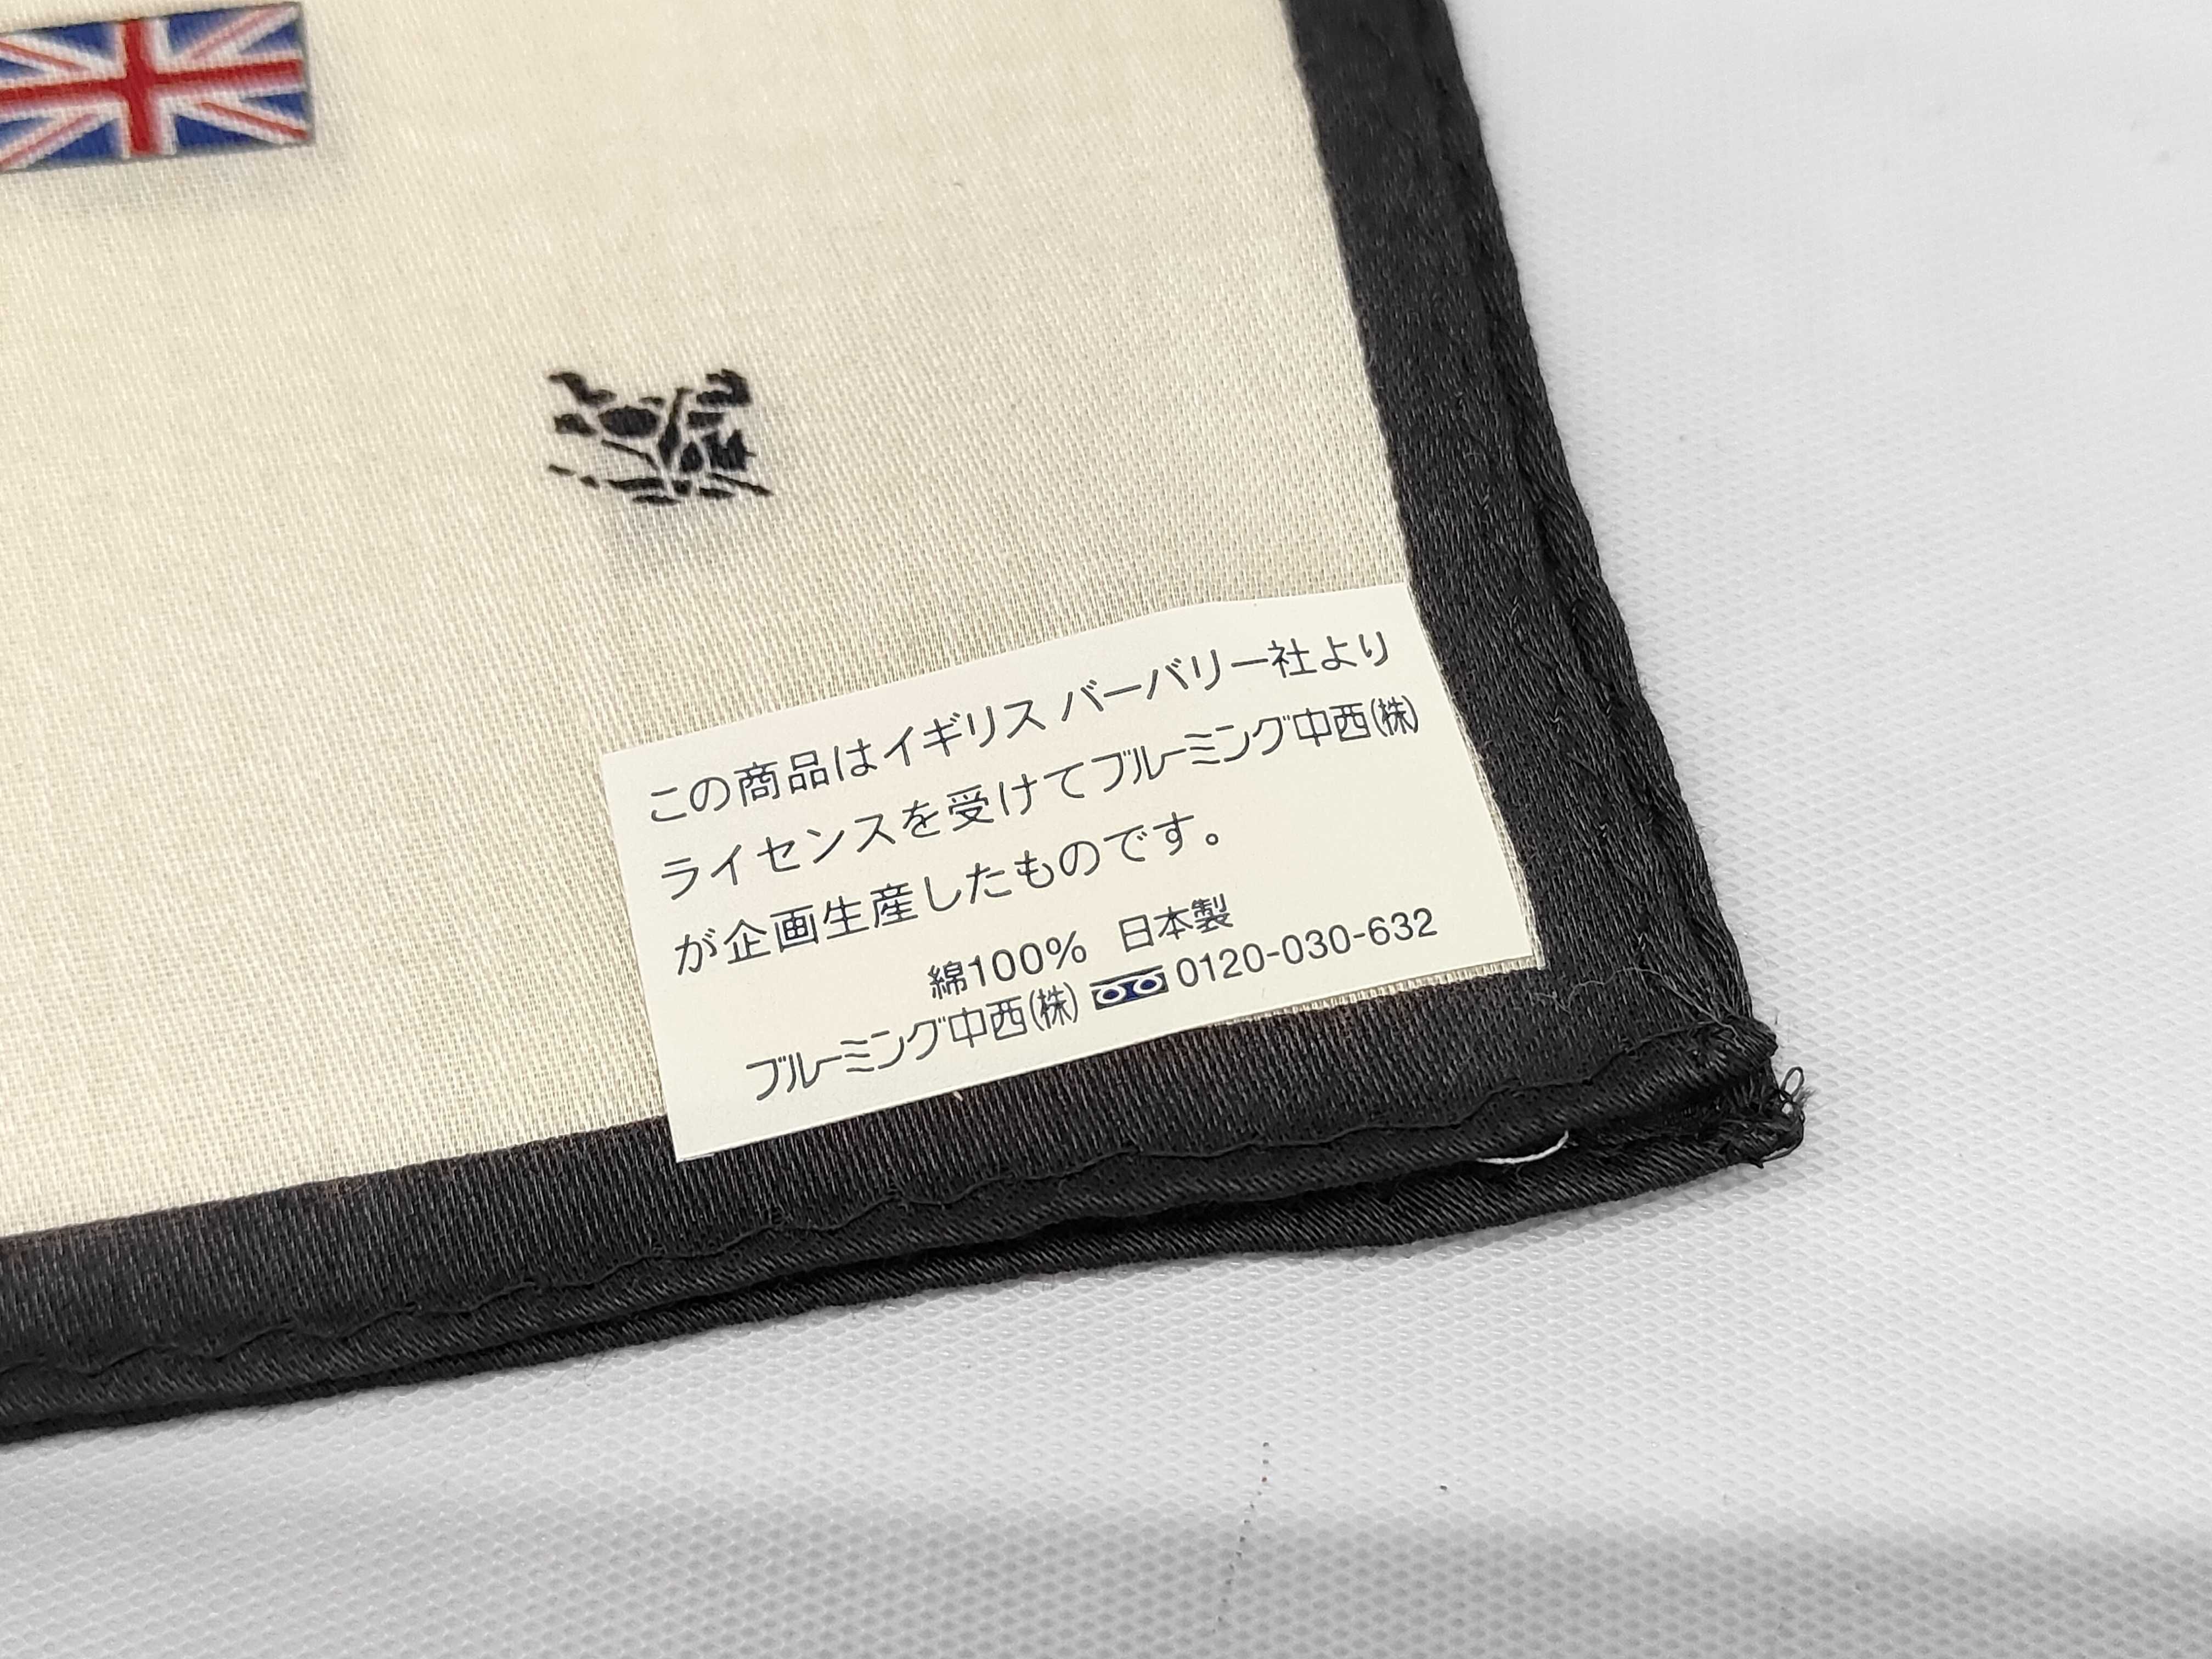 この商品はイギリス バーバリー社より
ライセンスを受けてブルーミング中西(株)
が企画生産したものです。
綿100% 日本製
ブルーミング中西(株) 0120-030-632